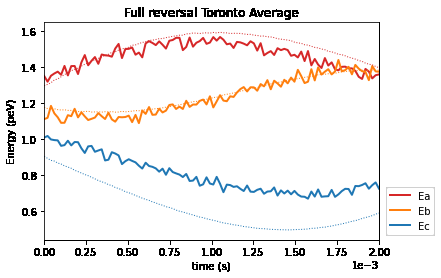 Full reversal Toronto Average
Energy (peV)
1.6
1.4
1.2
1.0
0.8
0.6
0.00 0.25 0.50 0.75 1.00 1.25 1.50 1.75 2.00
time (s)
1e−3
Ea
Eb
Ec